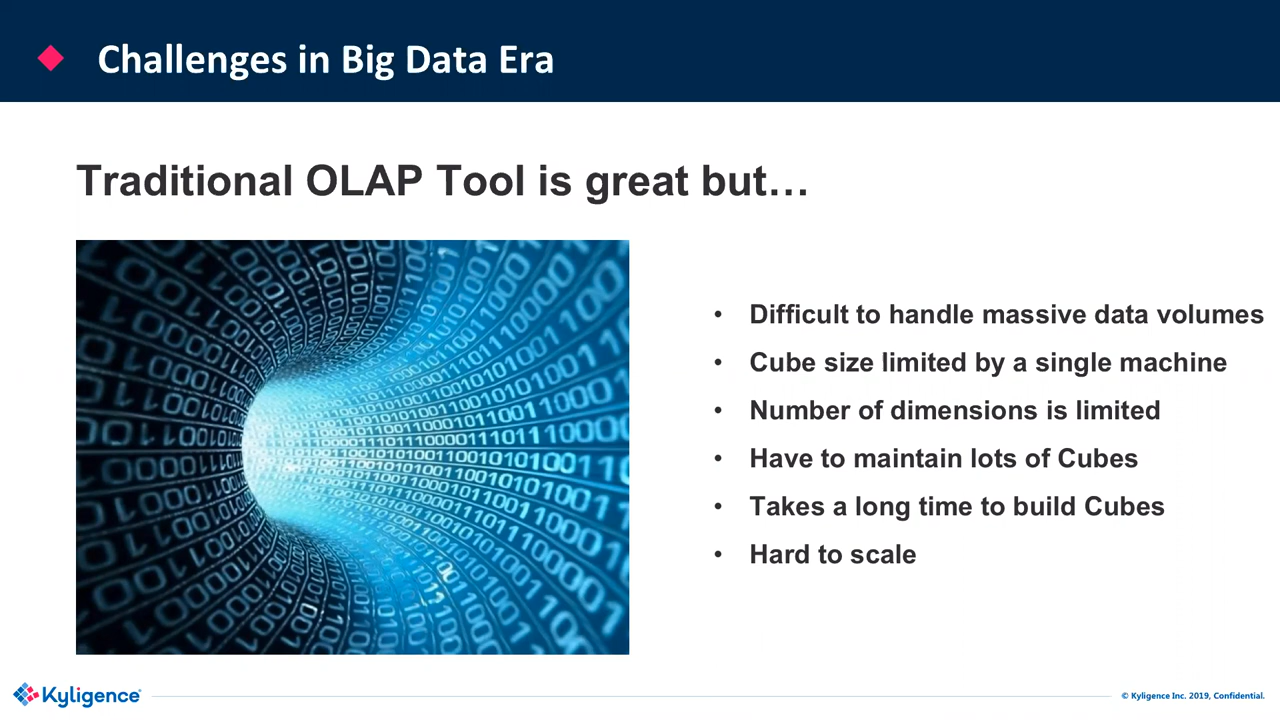 Challenges in Big Data Era
Traditional OLAP Tool is great but…
• Difficult to handle massive data volumes
• Cube size limited by a single machine
• Number of dimensions is limited
• Have to maintain lots of Cubes
• Takes a long time to build Cubes
• Hard to scale
Kyligence
© Kyligence Inc. 2019, Confidential.